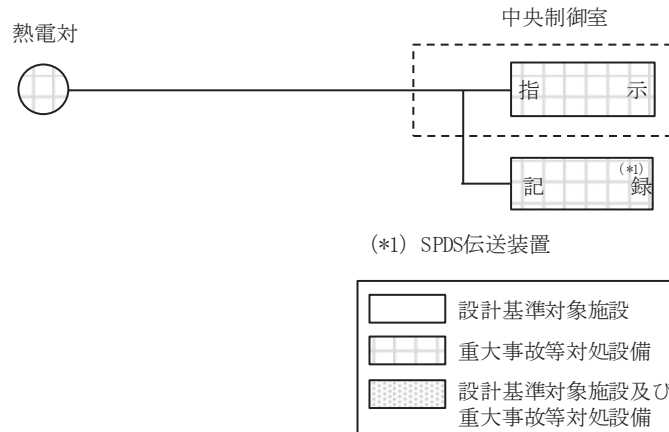 中央制御室
熱電対
指 示
(*1)
記 録
(*1) SPDS伝送装置
設計基準対象施設
重大事故等対処設備
設計基準対象施設及び
重大事故等対処設備